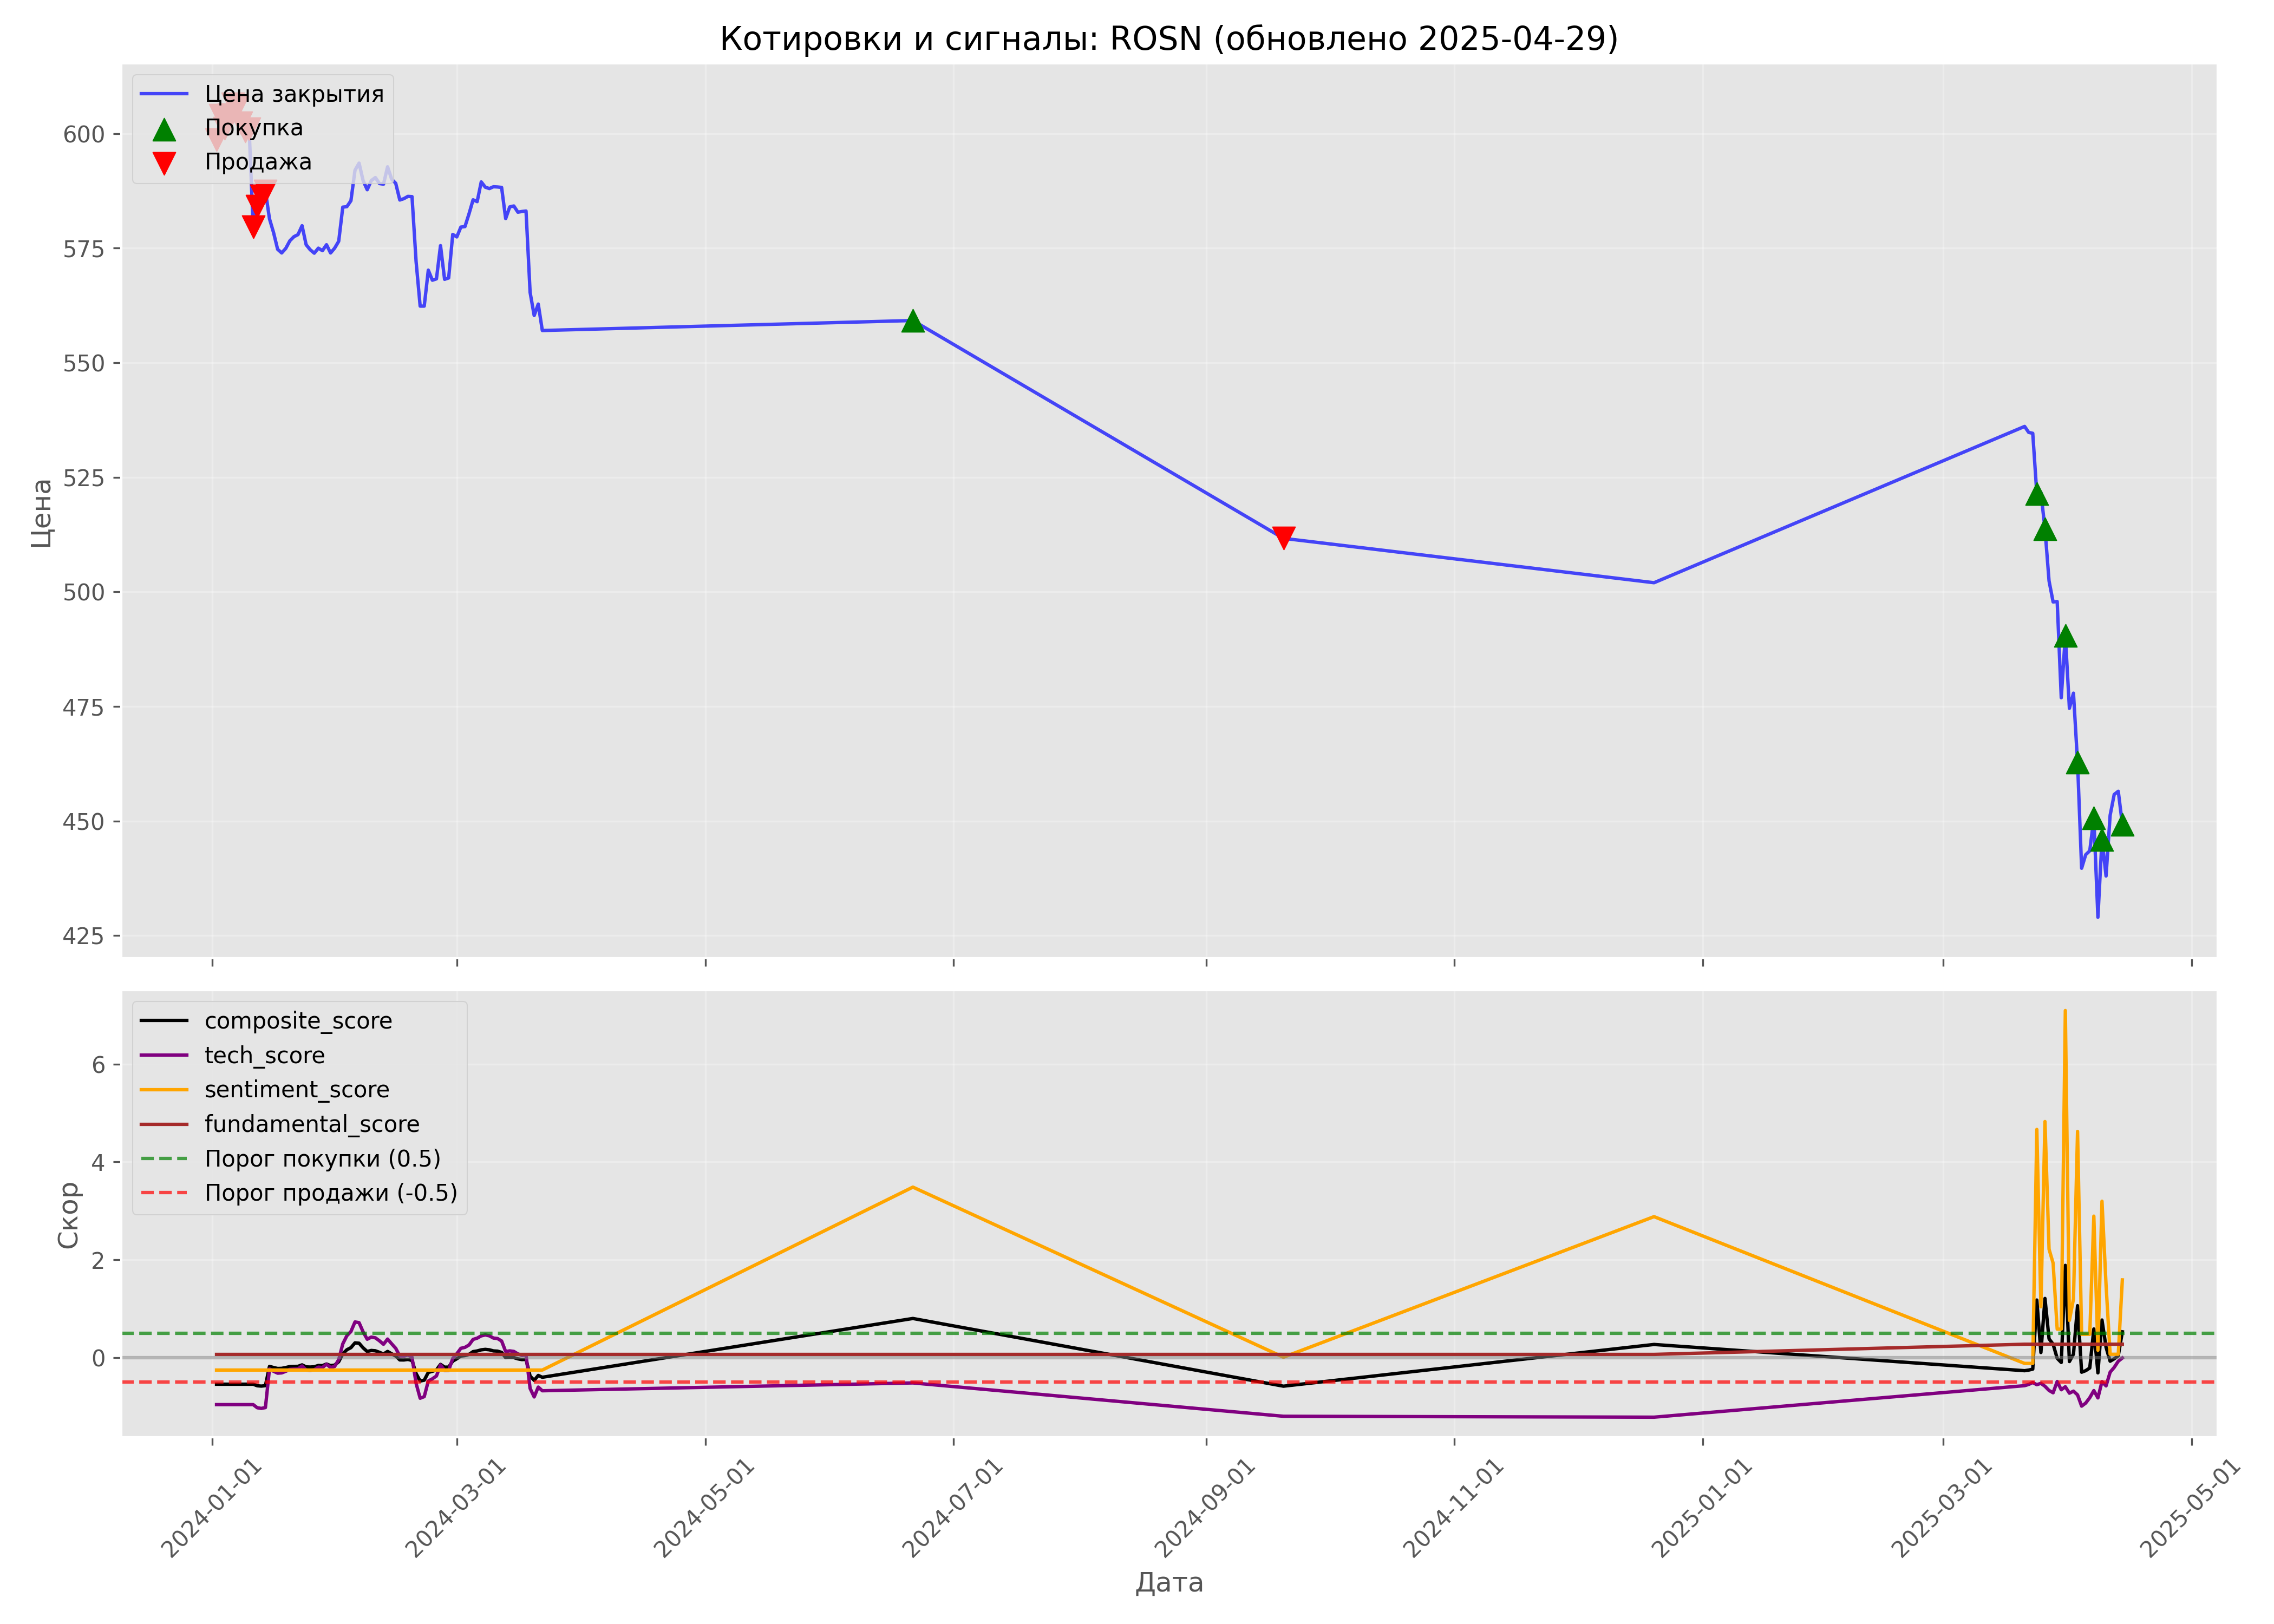 Котировки и сигналы: ROSN (обновлено 2025-04-29)
Цена закрытия
Покупка
Продажа
600
575
550
525
500
475
450
425
Цена
composite_score
tech_score
sentiment_score
fundamental_score
Порог покупки (0.5)
Порог продажи (-0.5)
6
4
2
0
Скор
2024-01-01
2024-03-01
2024-05-01
2024-07-01
2024-09-01
2024-11-01
2025-01-01
2025-03-01
2025-05-01
Дата